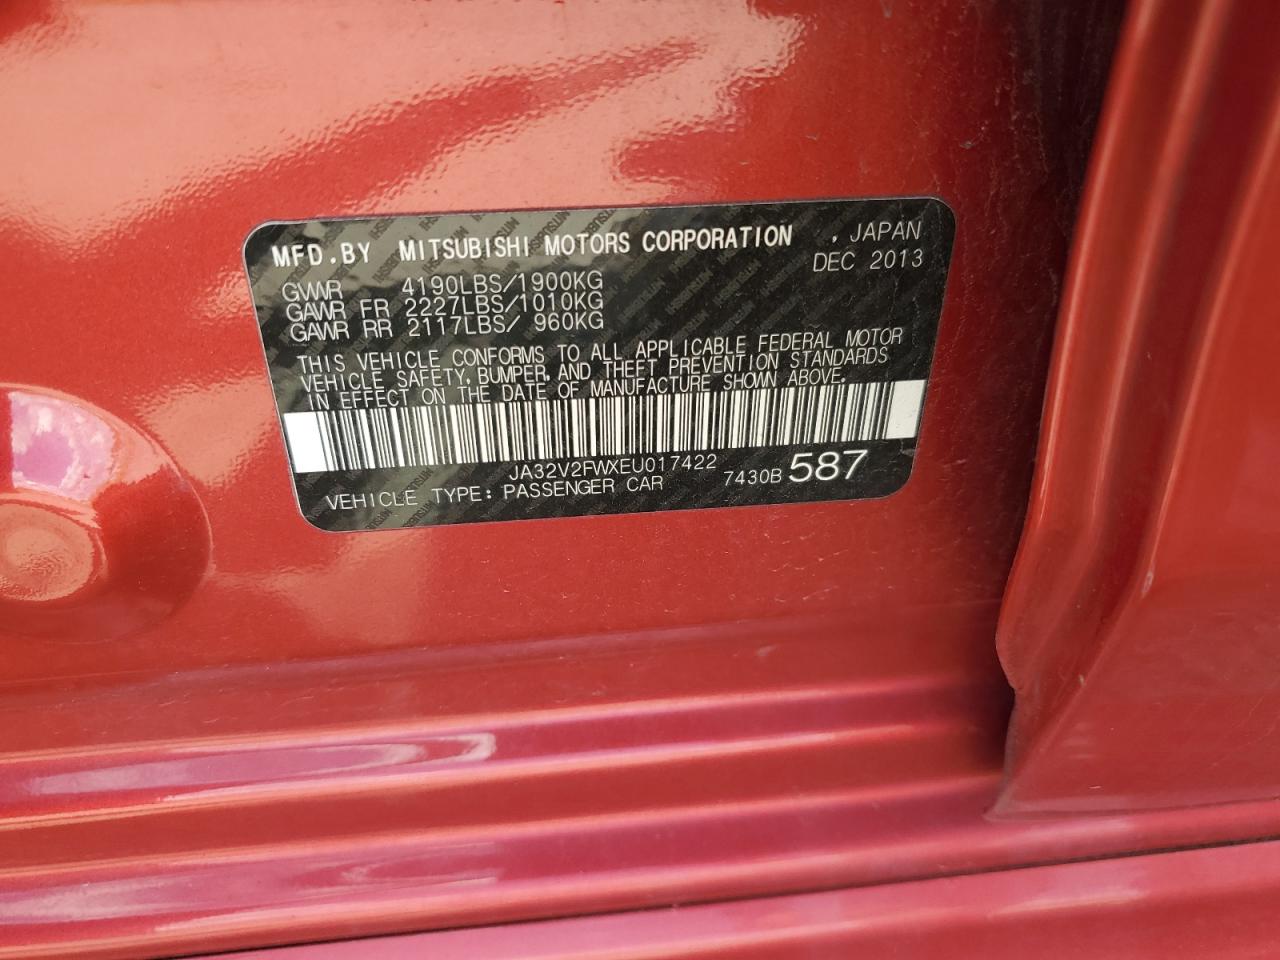 MFD.BY MITSUBISHI MOTORS CORPORATION , JAPAN
DEC 2013
GVWR 4190LBS/1900KG
GAWR FR 2227LBS/1010KG
GAWR RR 2117LBS/ 960KG
THIS VEHICLE CONFORMS TO ALL APPLICABLE FEDERAL MOTOR
VEHICLE SAFETY, BUMPER, AND THEFT PREVENTION STANDARDS
IN EFFECT ON THE DATE OF MANUFACTURE SHOWN ABOVE.
JA32V2FWXEU017422
VEHICLE TYPE: PASSENGER CAR 7430B 587